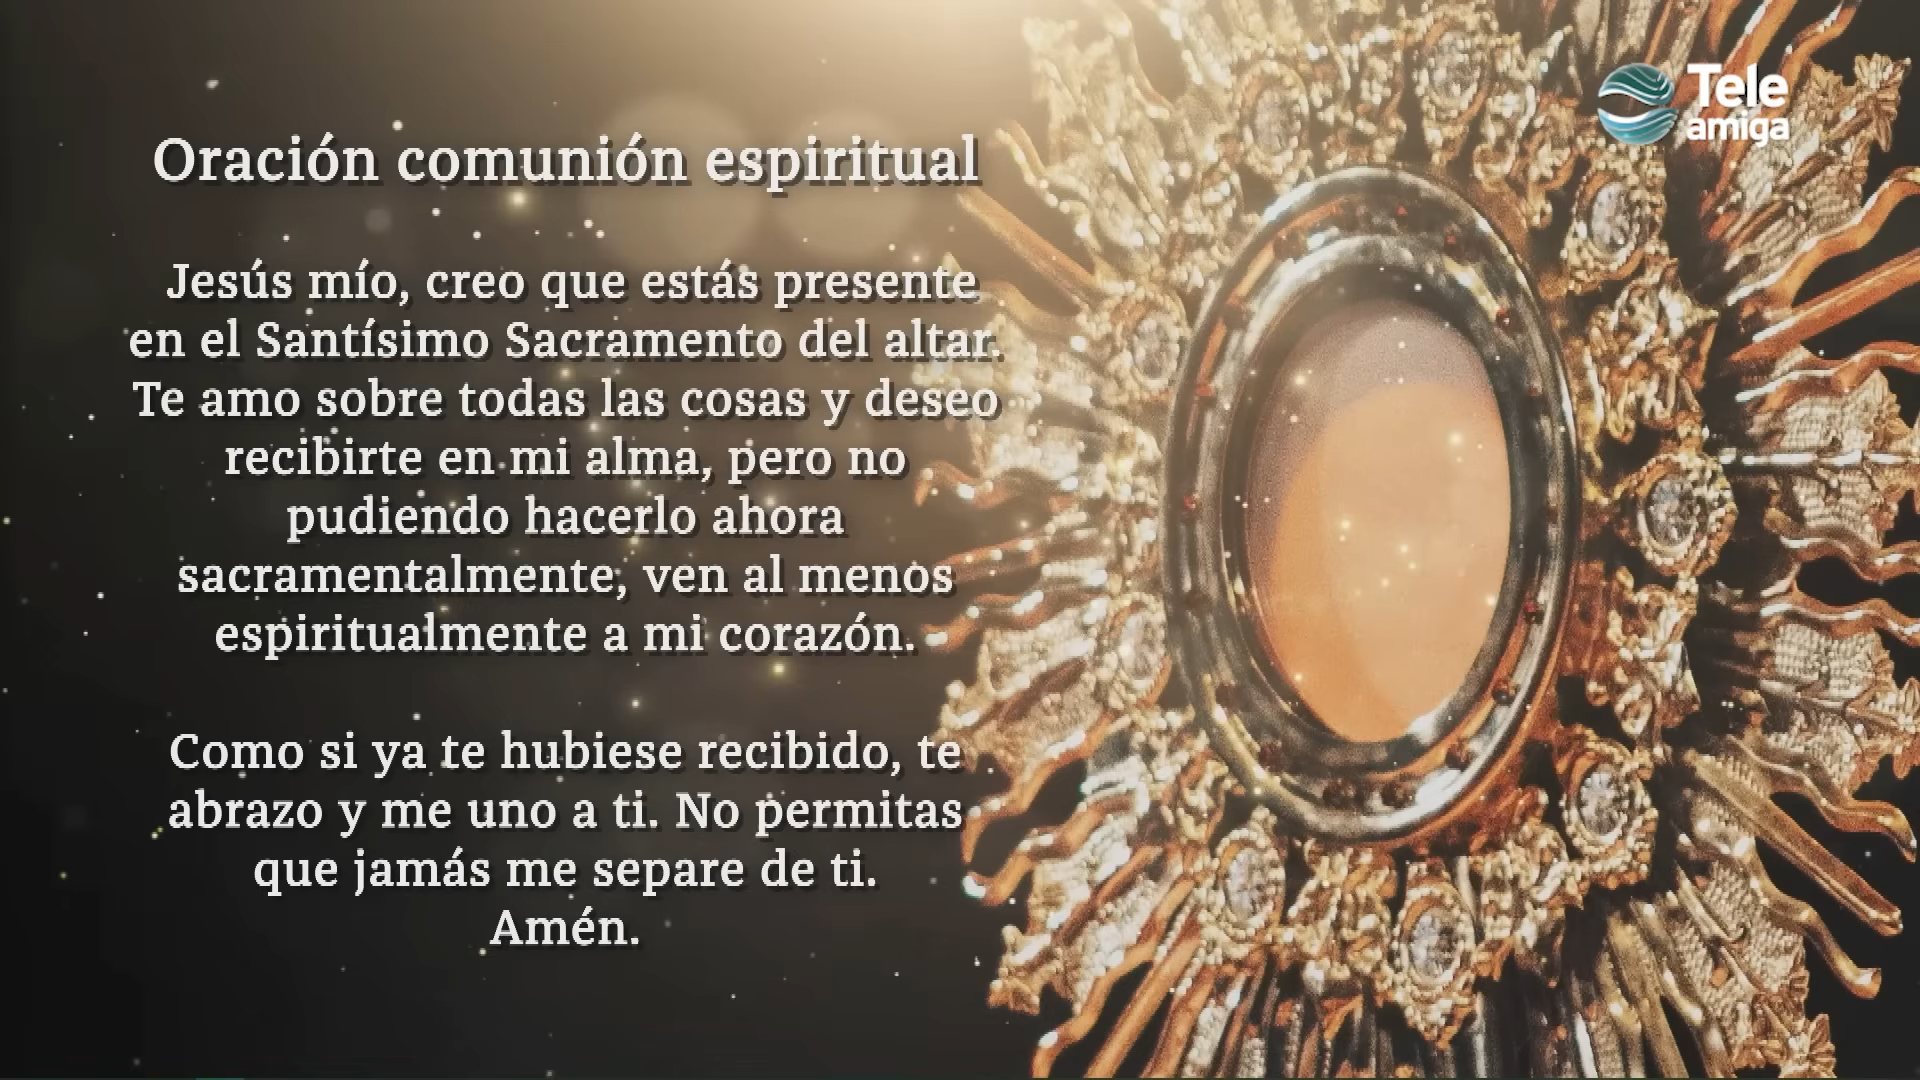 Tele
amiga
Oración comunión espiritual
Jesús mío, creo que estás presente
en el Santísimo Sacramento del altar.
Te amo sobre todas las cosas y deseo
recibirte en mi alma, pero no
pudiendo hacerlo ahora
sacramentalmente, ven al menos
espiritualmente a mi corazón.
Como si ya te hubiese recibido, te
abrazo y me uno a ti. No permitas
que jamás me separe de ti.
Amén.